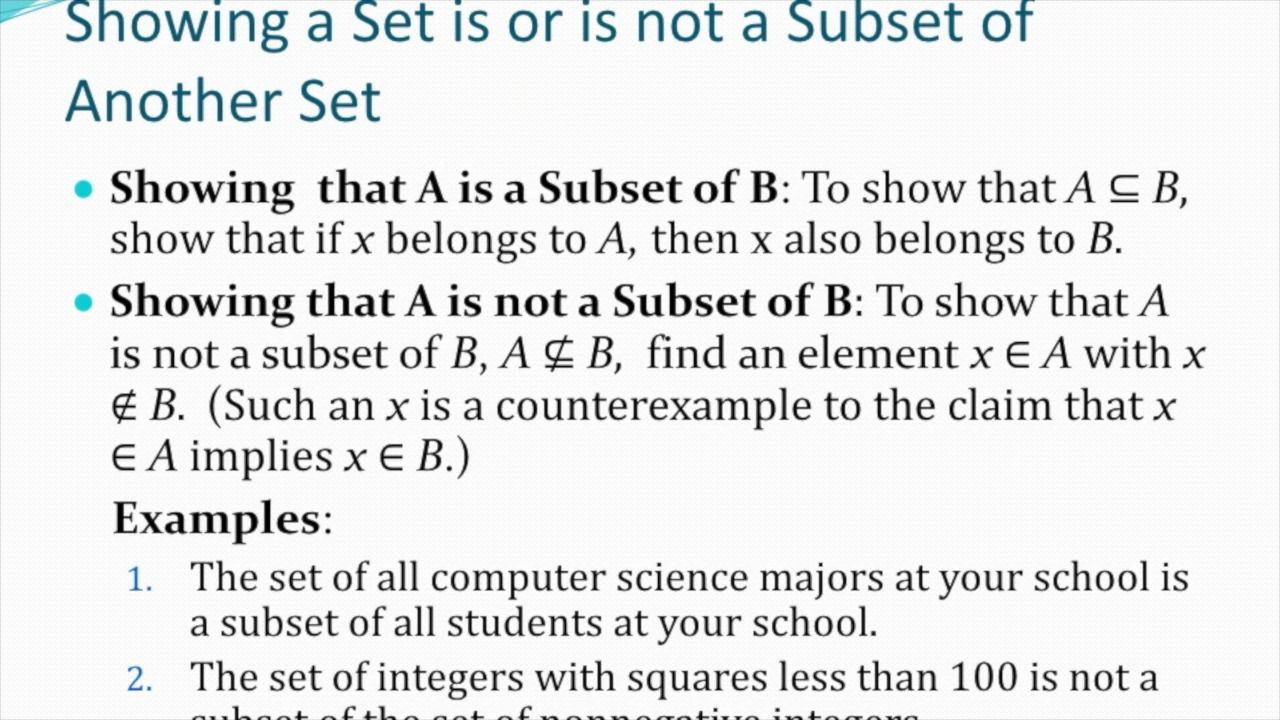 Showing a Set is or is not a Subset of
Another Set
• Showing that A is a Subset of B: To show that A ⊆ B,
show that if x belongs to A, then x also belongs to B.
• Showing that A is not a Subset of B: To show that A
is not a subset of B, A ⊈ B, find an element x ∈ A with x
∉ B. (Such an x is a counterexample to the claim that x
∈ A implies x ∈ B.)
Examples:
1. The set of all computer science majors at your school is
a subset of all students at your school.
2. The set of integers with squares less than 100 is not a
subset of the set of nonnegative integers.